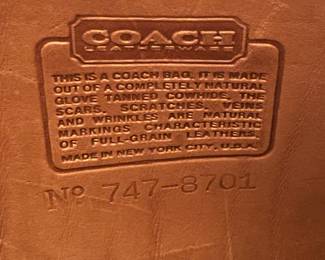 COACH
LEATHERWARE
THIS IS A COACH BAG. IT IS MADE
OUT OF A COMPLETELY NATURAL
GLOVE TANNED COWHIDE. THE
SCARS, SCRATCHES, VEINS
AND WRINKLES ARE NATURAL
MARKINGS CHARACTERISTIC
OF FULL-GRAIN LEATHERS.
MADE IN NEW YORK CITY, U.S.A.
Nº 747-8701